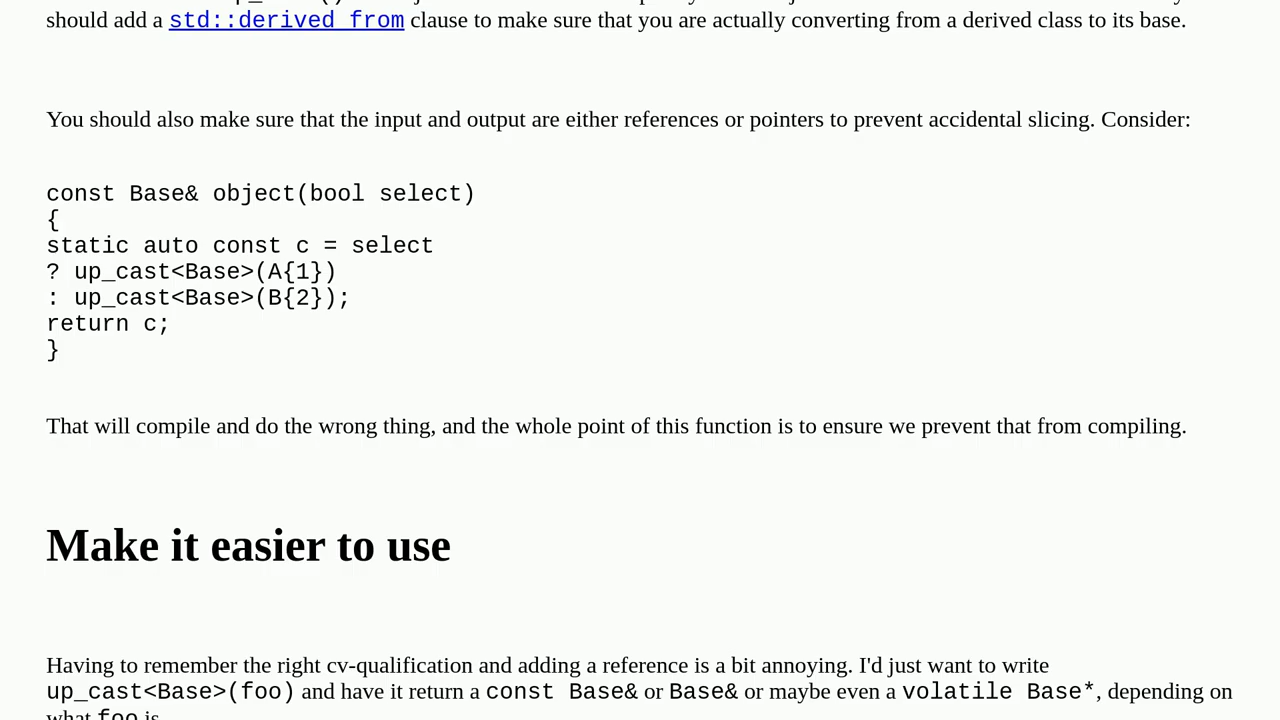 should add a std::derived_from clause to make sure that you are actually converting from a derived class to its base.
You should also make sure that the input and output are either references or pointers to prevent accidental slicing. Consider:
const Base& object(bool select)
{
static auto const c = select
? up_cast<Base>(A{1})
: up_cast<Base>(B{2});
return c;
}
That will compile and do the wrong thing, and the whole point of this function is to ensure we prevent that from compiling.
Make it easier to use
Having to remember the right cv-qualification and adding a reference is a bit annoying. I'd just want to write
up_cast<Base>(foo) and have it return a const Base& or Base& or maybe even a volatile Base*, depending on
what foo is